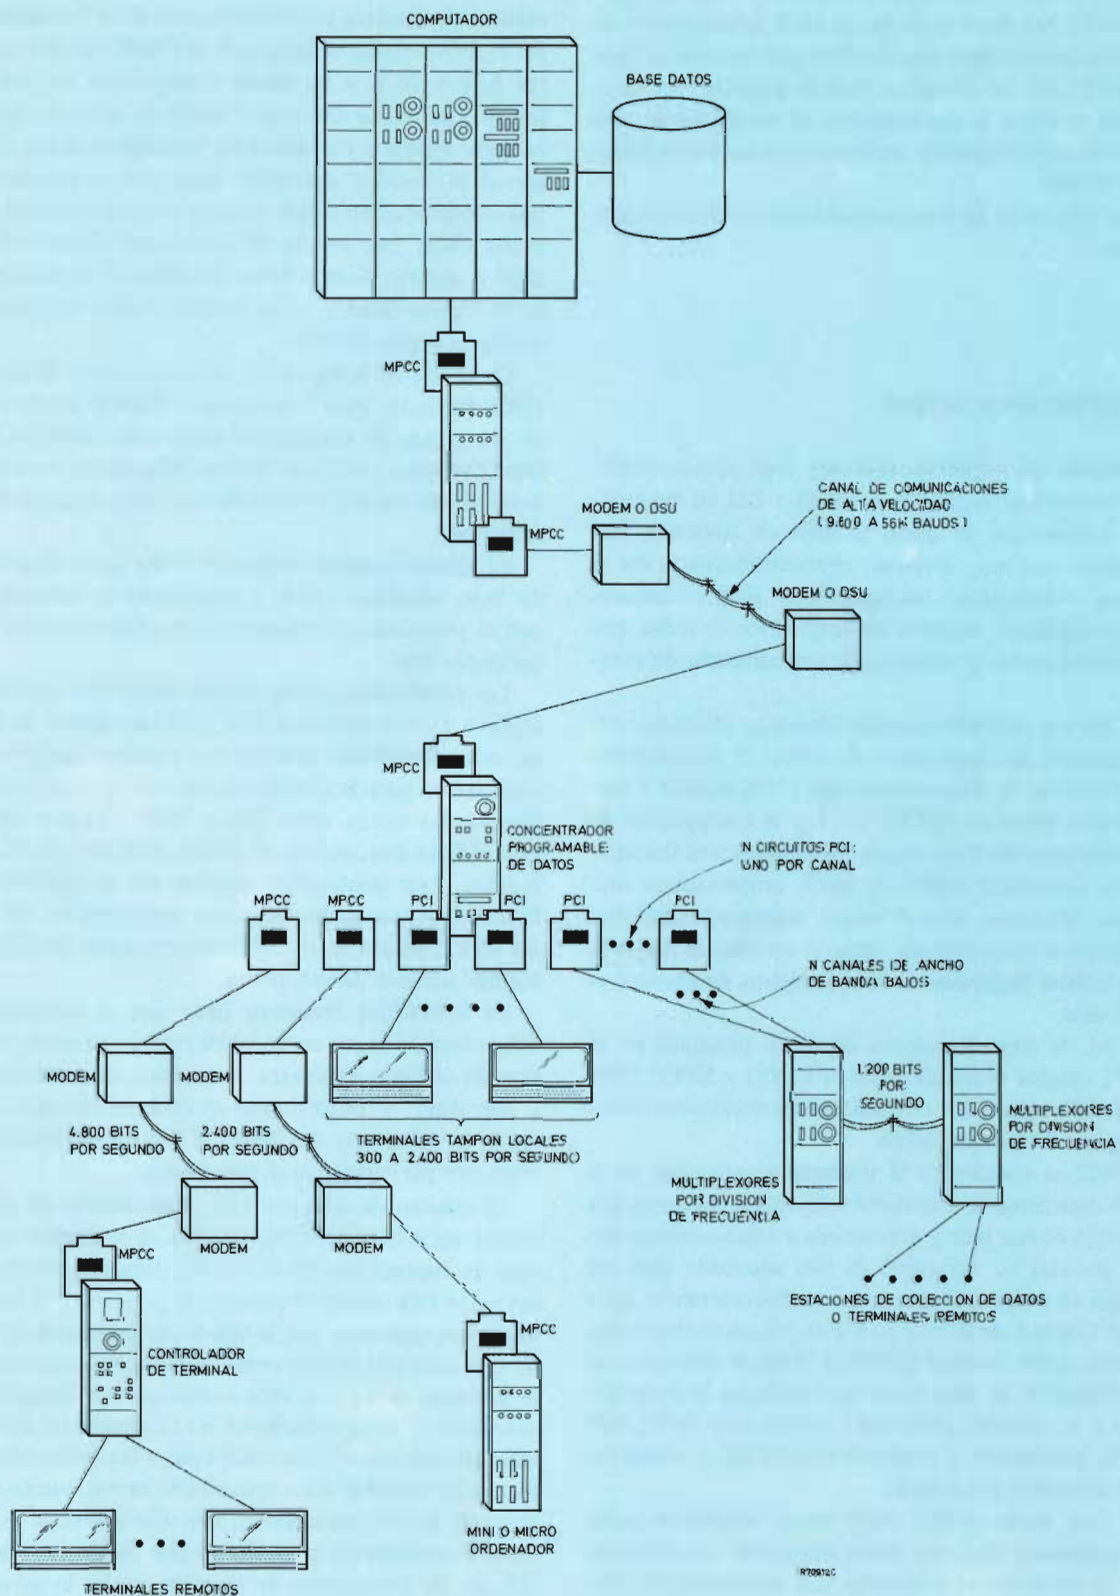 COMPUTADOR
BASE DATOS
MPCC
MODEM O DSU
CANAL DE COMUNICACIONES
DE ALTA VELOCIDAD
(9.600 A 56K BAUDS)
MPCC
MODEM O DSU
MPCC
CONCENTRADOR
PROGRAMABLE
DE DATOS
N CIRCUITOS PCI:
UNO POR CANAL
MPCC
MPCC
PCI
PCI
PCI
PCI
N CANALES DE ANCHO
DE BANDA BAJOS
MODEM
MODEM
1.200 BITS
POR
SEGUNDO
4.800 BITS
POR SEGUNDO
2.400 BITS
POR SEGUNDO
TERMINALES TAMPON LOCALES
300 A 2.400 BITS POR SEGUNDO
MULTIPLEXORES
POR DIVISION
DE FRECUENCIA
MULTIPLEXORES
POR DIVISION
DE FRECUENCIA
MODEM
MODEM
MPCC
ESTACIONES DE COLECCION DE DATOS
O TERMINALES REMOTOS
MPCC
CONTROLADOR
DE TERMINAL
MINI O MICRO
ORDENADOR
R70912C
TERMINALES REMOTOS